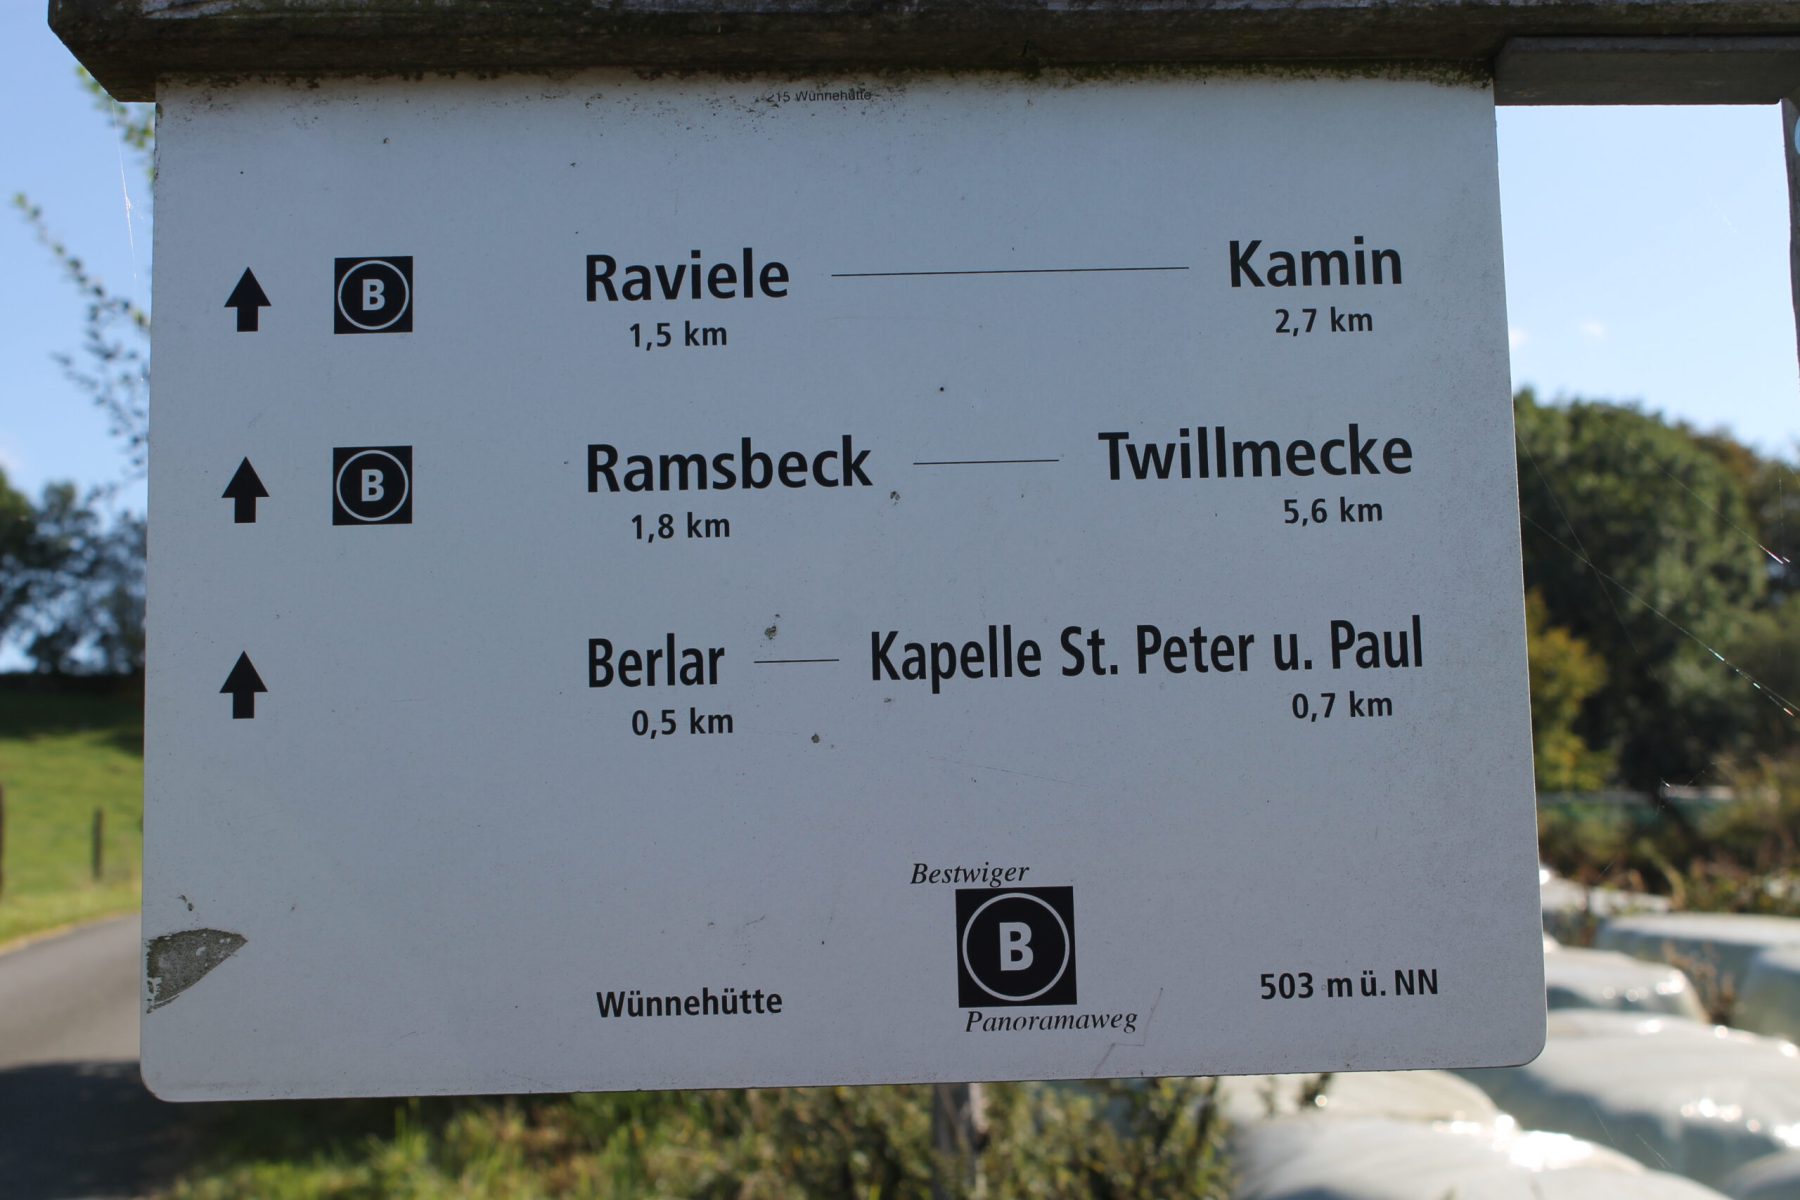 215 Wünnehütte
B Raviele Kamin
1,5 km 2,7 km
B Ramsbeck Twillmecke
1,8 km 5,6 km
Berlar Kapelle St. Peter u. Paul
0,5 km 0,7 km
Bestwiger
B
Wünnehütte 503 m ü. NN
Panoramaweg